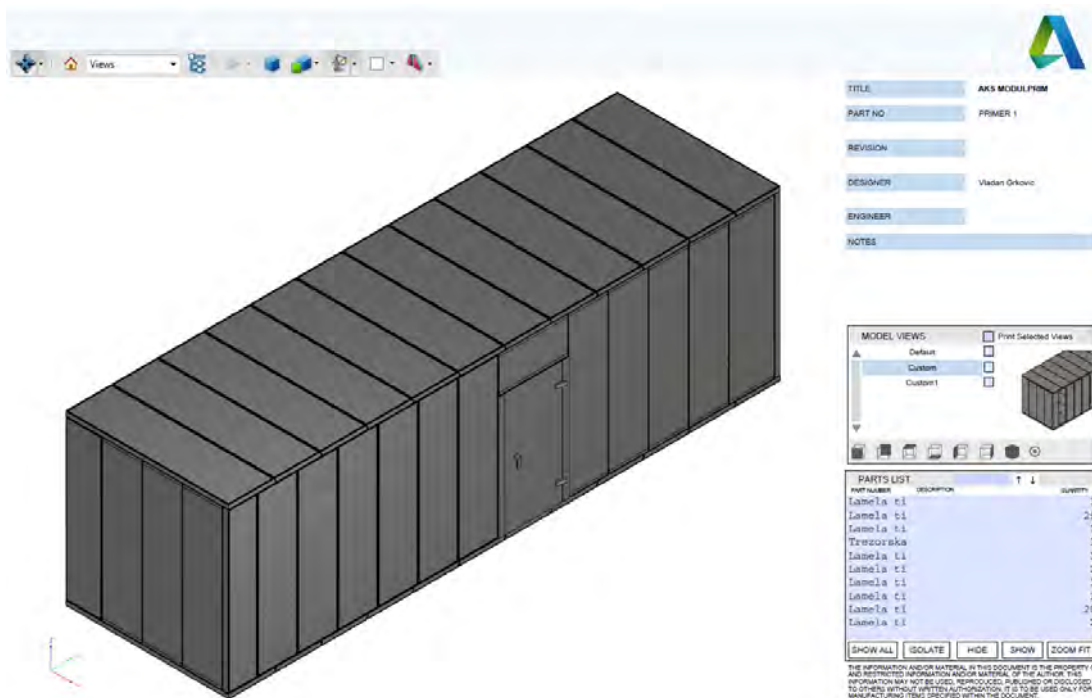 Views
TITLE AKS MODULPRIM
PART NO PRIMER 1
REVISION
DESIGNER Vladan Grkovic
ENGINEER
NOTES
MODEL VIEWS Print Selected Views
Default
Custom
Custom1
PARTS LIST
PART NUMBER DESCRIPTION QUANTITY
Lamela ti
Lamela ti
Lamela ti
Trezorska
Lamela ti
Lamela ti
Lamela ti
Lamela ti
Lamela ti
Lamela ti
SHOW ALL ISOLATE HIDE SHOW ZOOM FIT
THE INFORMATION AND/OR MATERIAL IN THIS DOCUMENT IS THE PROPERTY
AND RESTRICTED INFORMATION AND/OR MATERIAL OF THE AUTHOR. THIS
INFORMATION MAY NOT BE USED, REPRODUCED, PUBLISHED OR DISCLOSED
TO OTHERS WITHOUT WRITTEN AUTHORIZATION. IT IS TO BE USED ONLY
MANUFACTURING ITEMS SPECIFIED WITHIN THE DOCUMENT